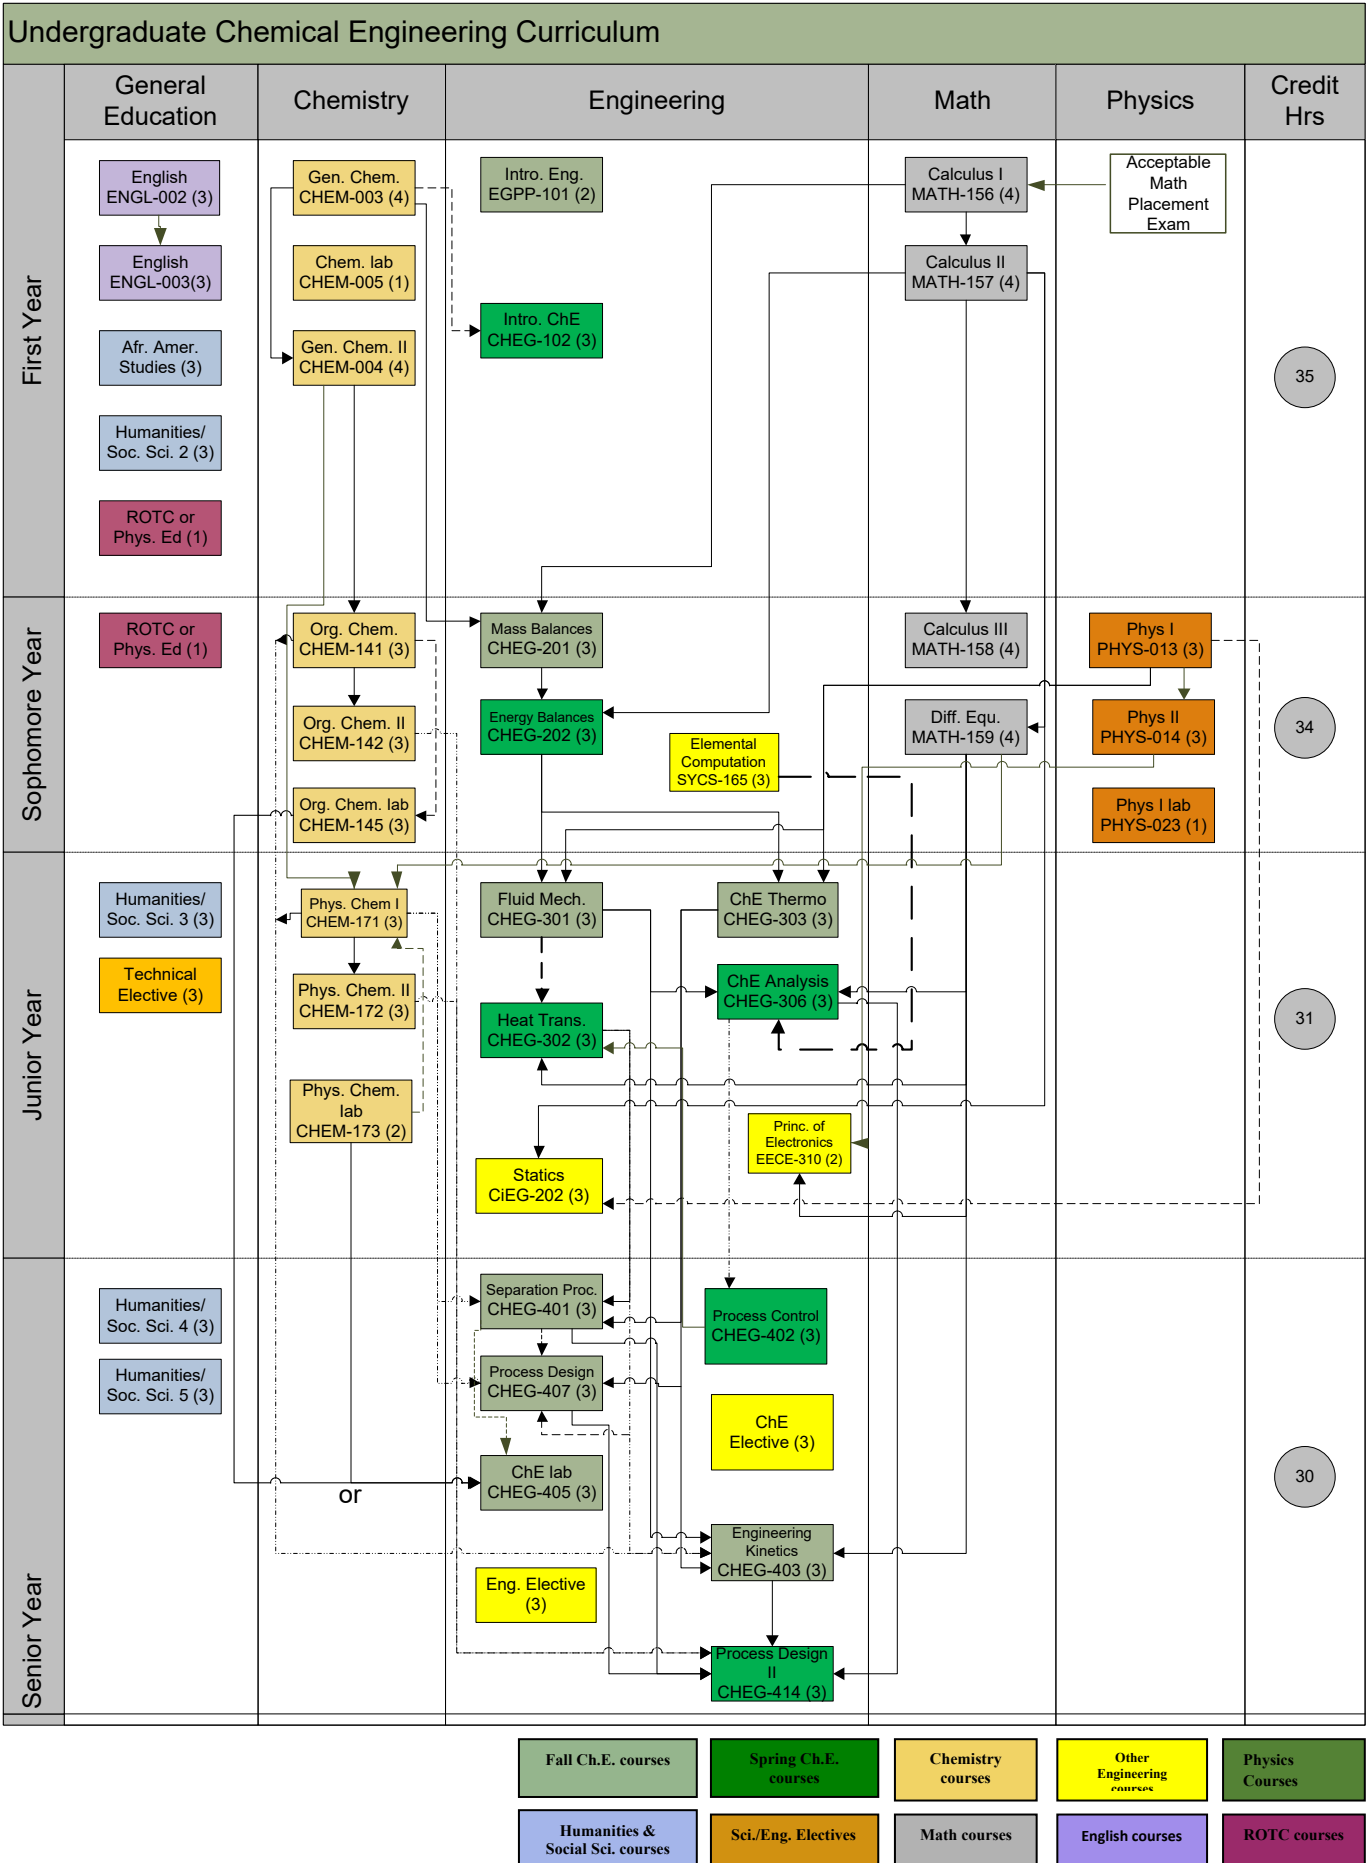 Undergraduate Chemical Engineering Curriculum
General
Education
Chemistry
Engineering
Math
Physics
Credit
Hrs
First Year
English
ENGL-002 (3)
English
ENGL-003(3)
Afr. Amer.
Studies (3)
Humanities/
Soc. Sci. 2 (3)
ROTC or
Phys. Ed (1)
Gen. Chem.
CHEM-003 (4)
Chem. lab
CHEM-005 (1)
Gen. Chem. II
CHEM-004 (4)
Intro. Eng.
EGPP-101 (2)
Intro. ChE
CHEG-102 (3)
Calculus I
MATH-156 (4)
Calculus II
MATH-157 (4)
Acceptable
Math
Placement
Exam
35
Sophomore Year
ROTC or
Phys. Ed (1)
Org. Chem.
CHEM-141 (3)
Org. Chem. II
CHEM-142 (3)
Org. Chem. lab
CHEM-145 (3)
Mass Balances
CHEG-201 (3)
Energy Balances
CHEG-202 (3)
Elemental
Computation
SYCS-165 (3)
Calculus III
MATH-158 (4)
Diff. Equ.
MATH-159 (4)
Phys I
PHYS-013 (3)
Phys II
PHYS-014 (3)
Phys I lab
PHYS-023 (1)
34
Junior Year
Humanities/
Soc. Sci. 3 (3)
Technical
Elective (3)
Phys. Chem I
CHEM-171 (3)
Phys. Chem. II
CHEM-172 (3)
Phys. Chem.
lab
CHEM-173 (2)
Fluid Mech.
CHEG-301 (3)
Heat Trans.
CHEG-302 (3)
Statics
CiEG-202 (3)
ChE Thermo
CHEG-303 (3)
ChE Analysis
CHEG-306 (3)
Princ. of
Electronics
EECE-310 (2)
31
Senior Year
Humanities/
Soc. Sci. 4 (3)
Humanities/
Soc. Sci. 5 (3)
or
Separation Proc.
CHEG-401 (3)
Process Design
CHEG-407 (3)
ChE lab
CHEG-405 (3)
Eng. Elective
(3)
Process Control
CHEG-402 (3)
ChE
Elective (3)
Engineering
Kinetics
CHEG-403 (3)
Process Design
II
CHEG-414 (3)
30
Fall Ch.E. courses
Spring Ch.E.
courses
Chemistry
courses
Other
Engineering
courses
Physics
Courses
Humanities &
Social Sci. courses
Sci./Eng. Electives
Math courses
English courses
ROTC courses